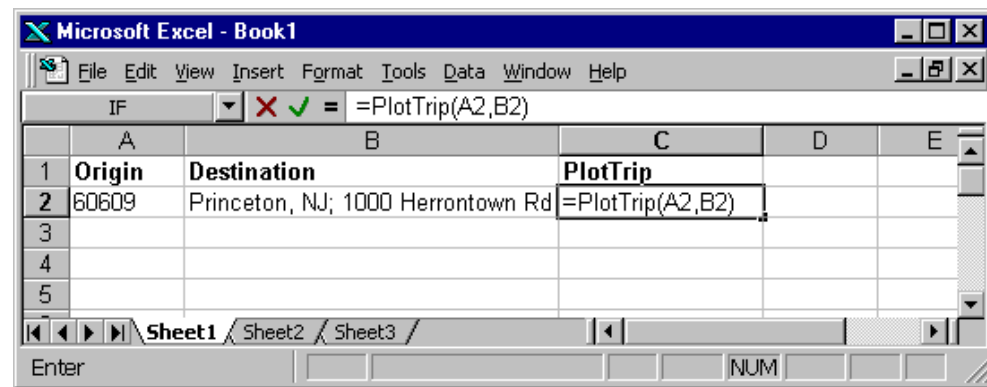 Microsoft Excel - Book1
File Edit View Insert Format Tools Data Window Help
IF = =PlotTrip(A2,B2)
A B C D E
1 Origin Destination PlotTrip
2 60609 Princeton, NJ; 1000 Herrontown Rd =PlotTrip(A2,B2)
3
4
5
Sheet1 Sheet2 Sheet3
Enter NUM